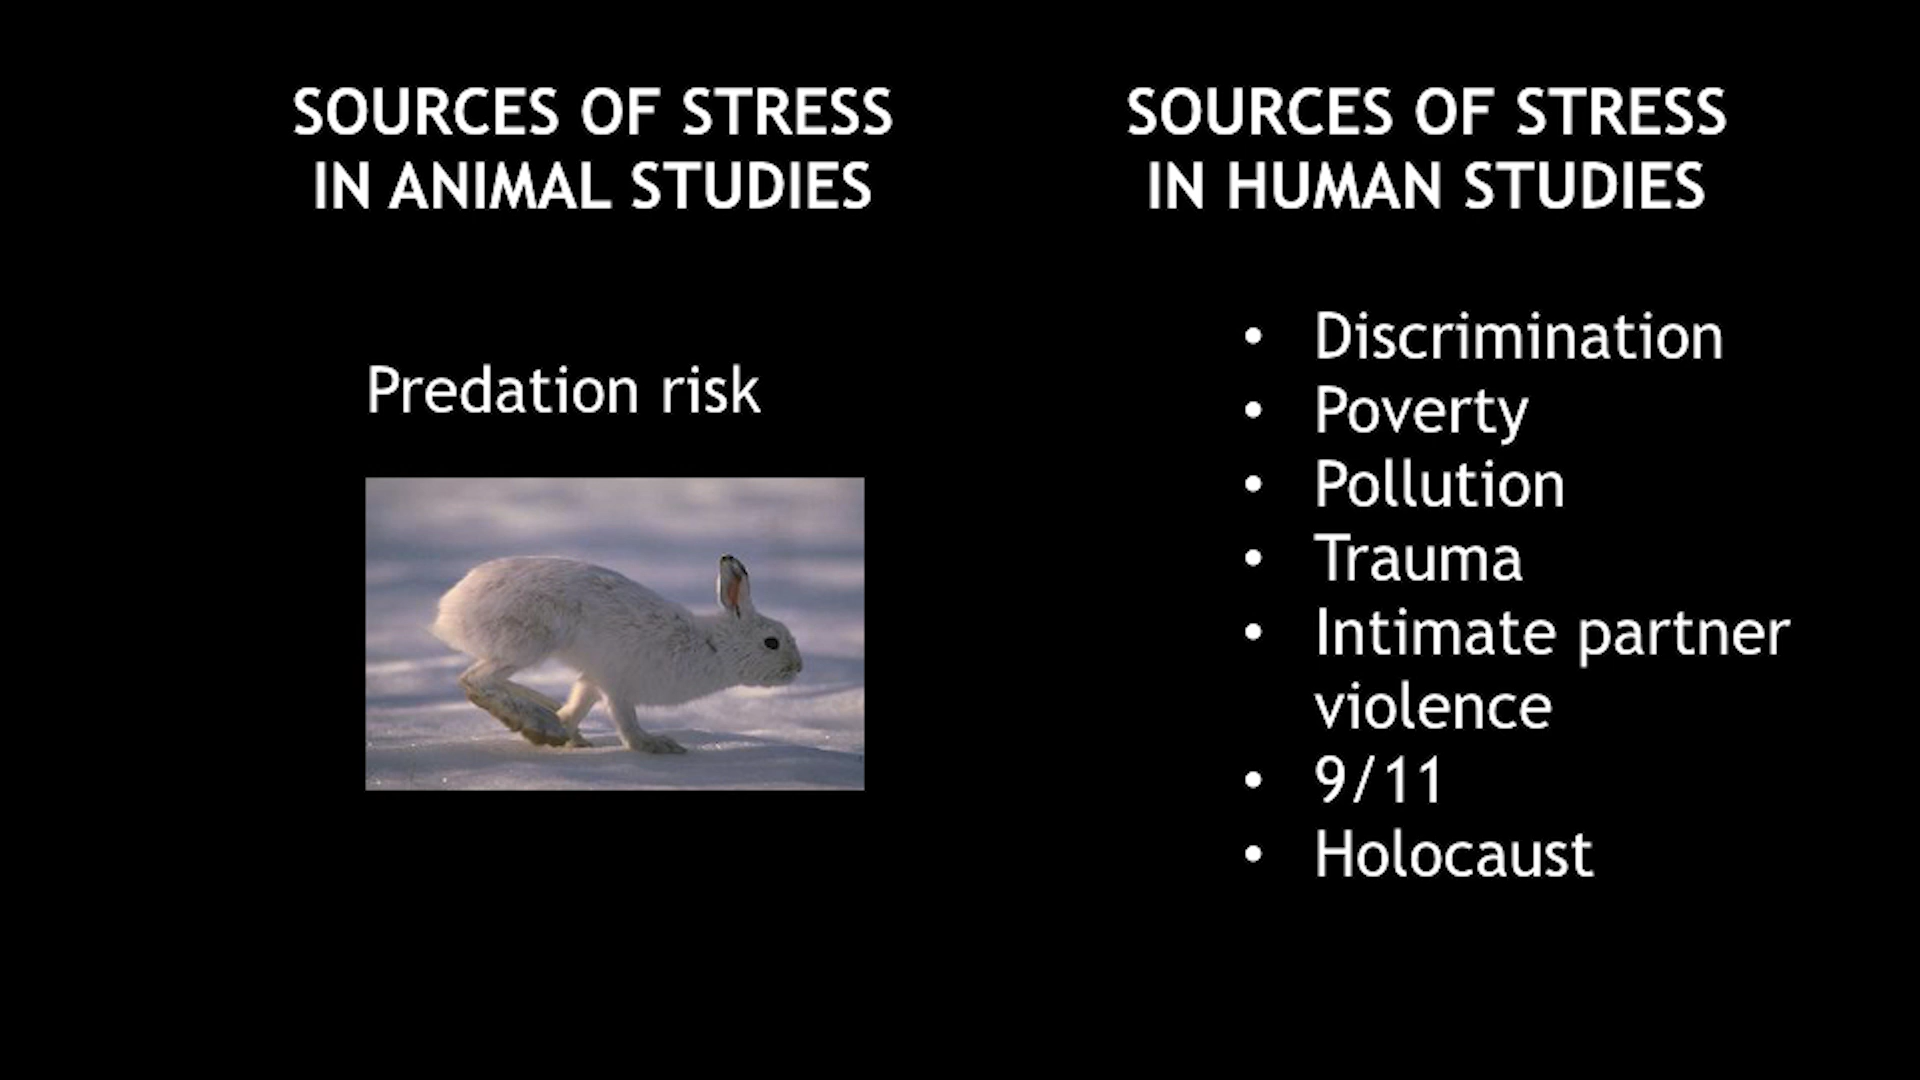 SOURCES OF STRESS
IN ANIMAL STUDIES
Predation risk
SOURCES OF STRESS
IN HUMAN STUDIES
• Discrimination
• Poverty
• Pollution
• Trauma
• Intimate partner
violence
• 9/11
• Holocaust